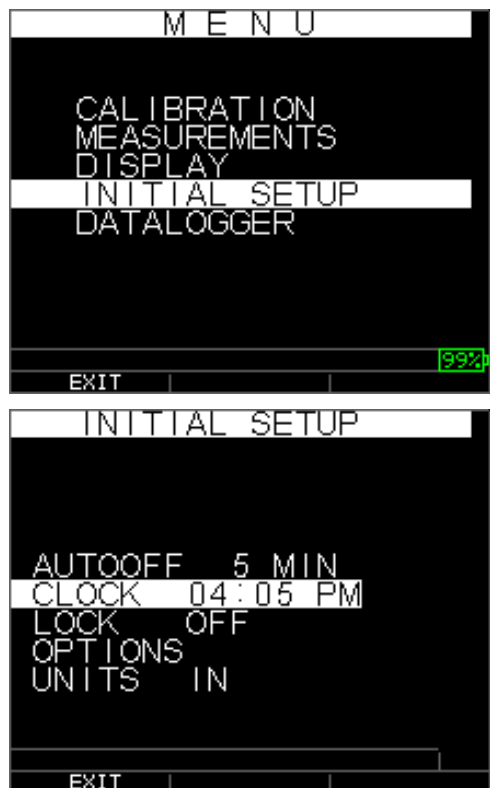 MENU
CALIBRATION
MEASUREMENTS
DISPLAY
INITIAL SETUP
DATALOGGER
99%
EXIT
INITIAL SETUP
AUTOOFF 5 MIN
CLOCK 04:05 PM
LOCK OFF
OPTIONS
UNITS IN
EXIT